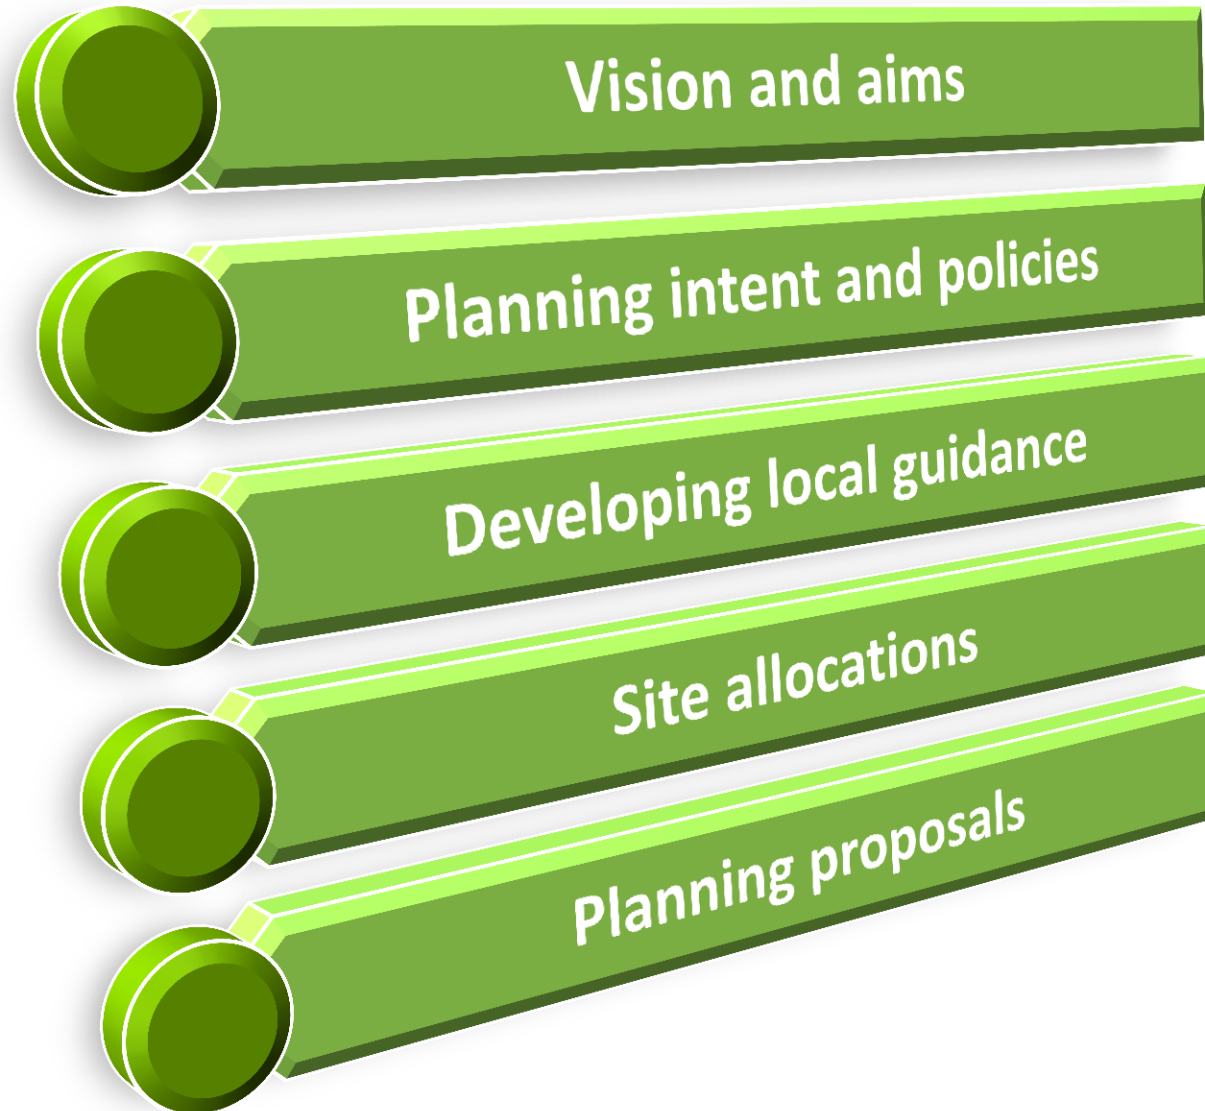 Vision and aims
Planning intent and policies
Developing local guidance
Site allocations
Planning proposals